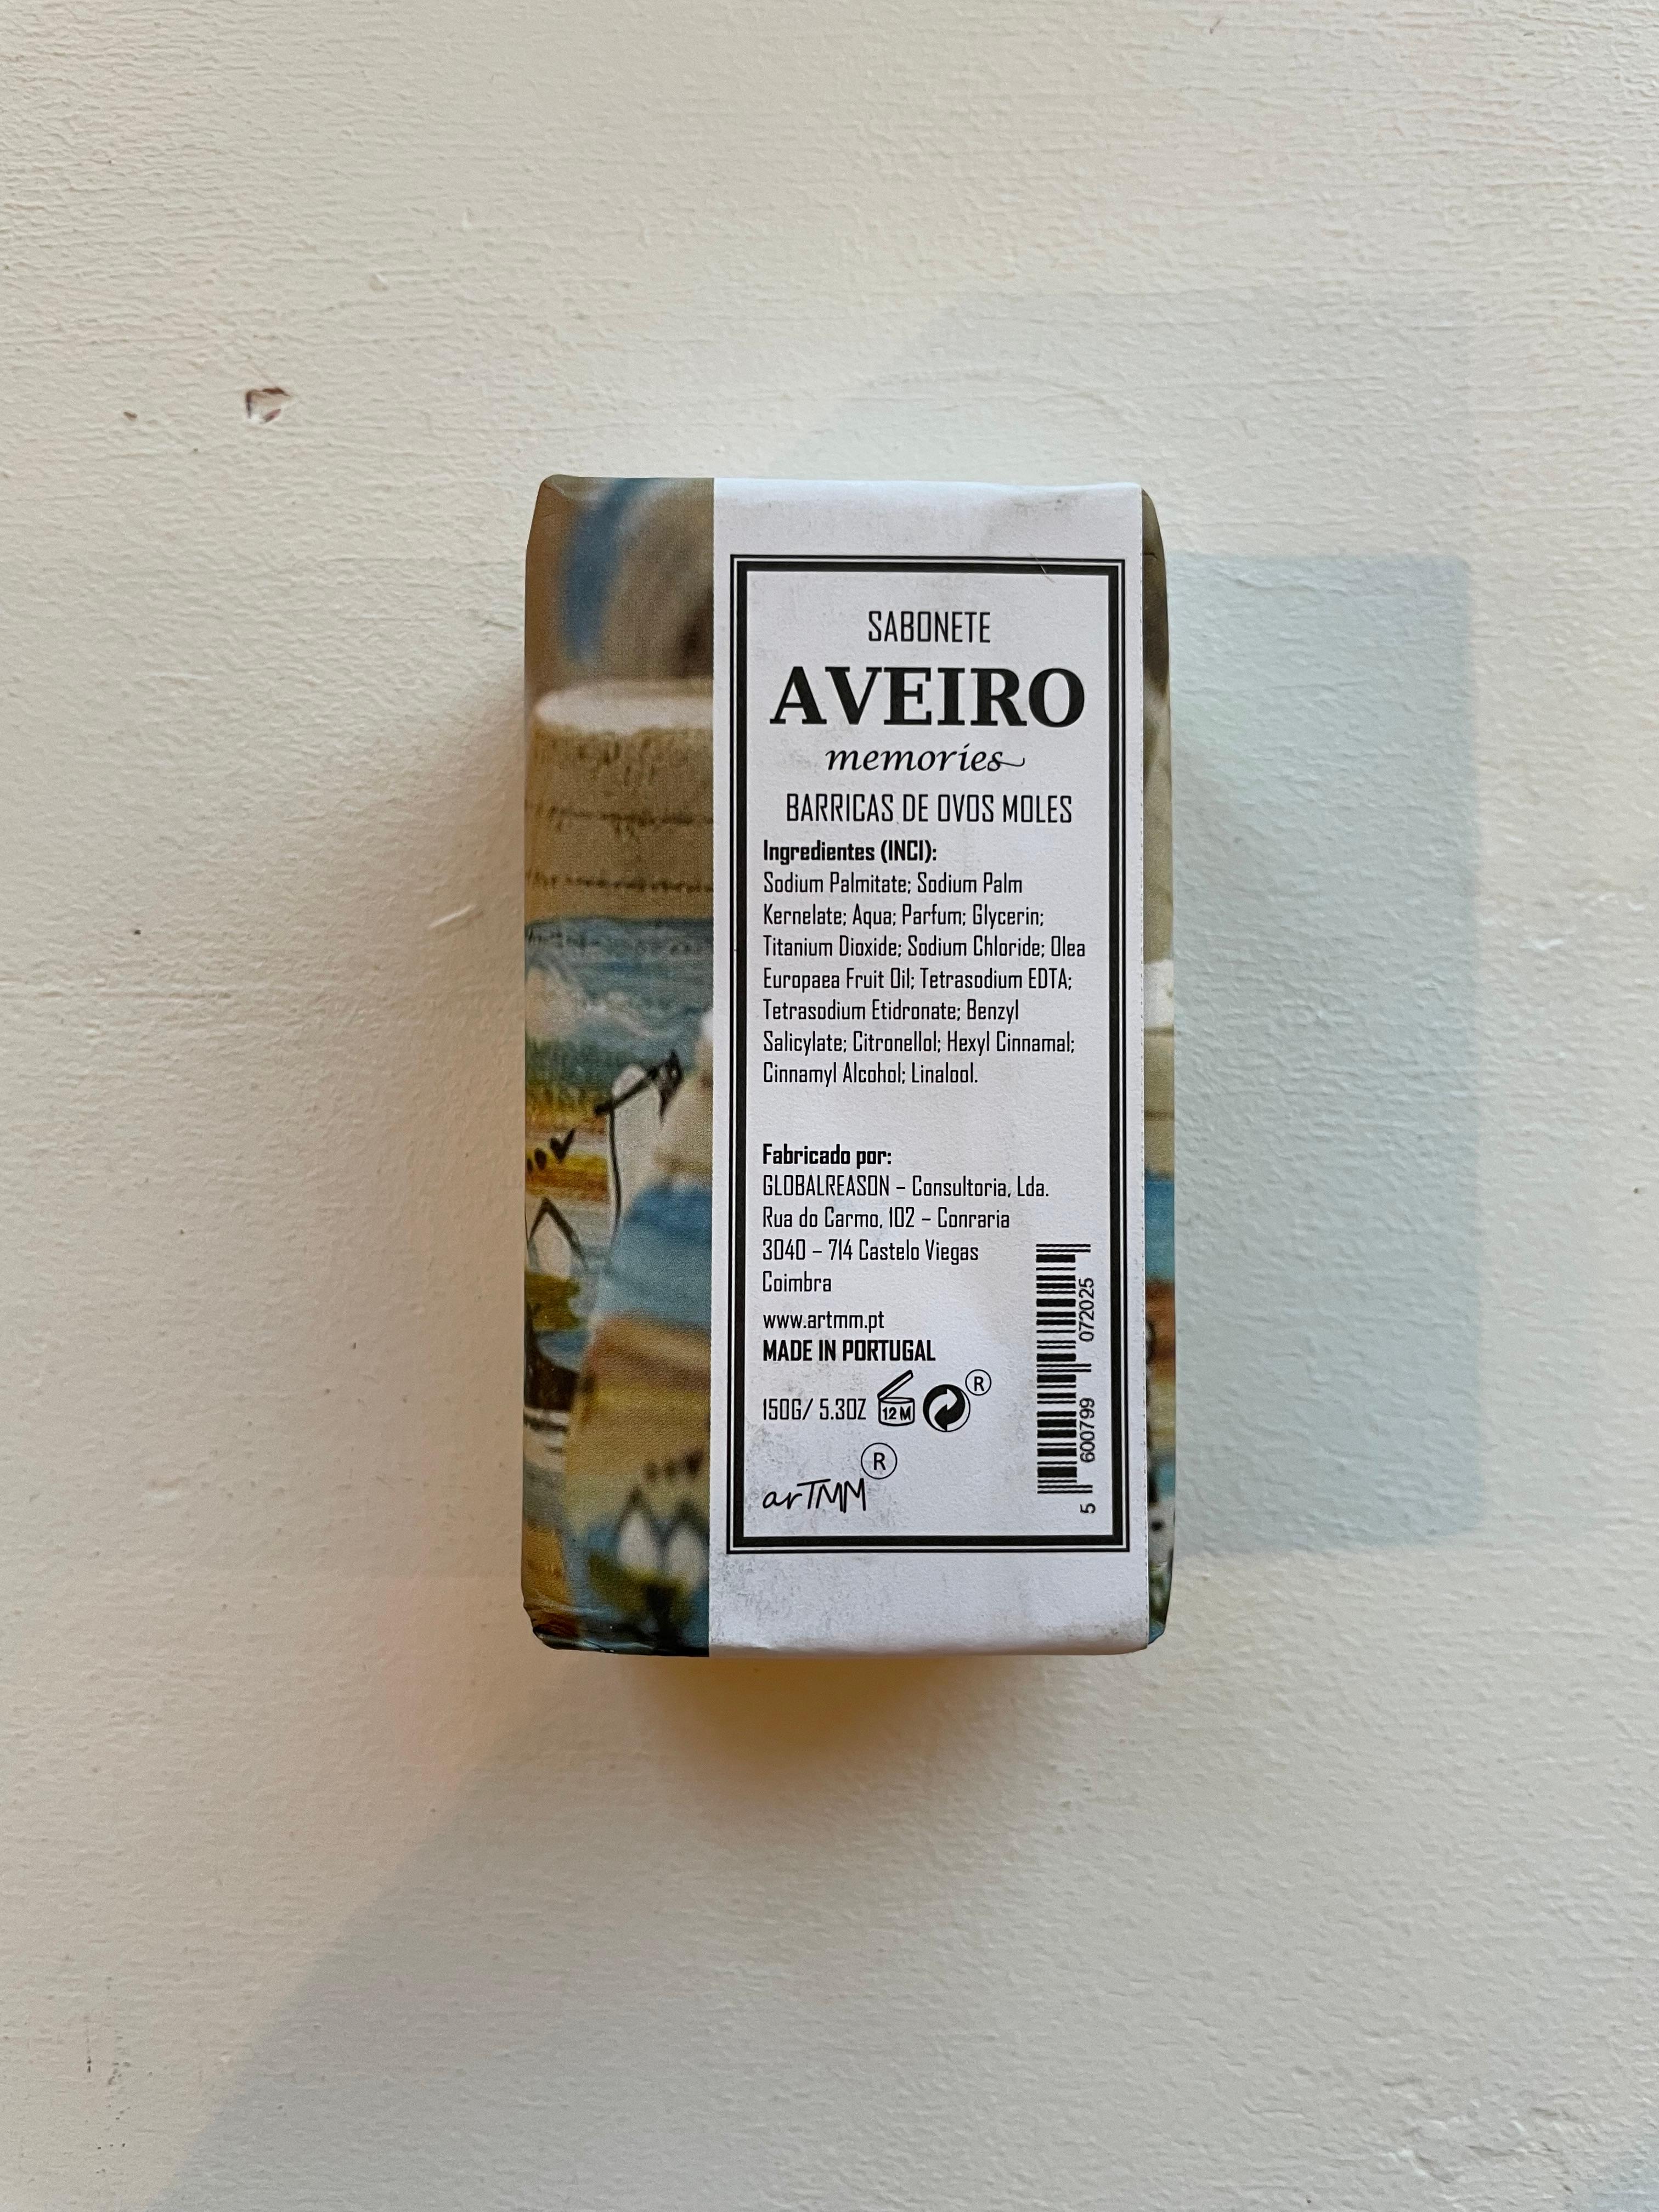 SABONETE
AVEIRO
memories
BARRICAS DE OVOS MOLES
Ingredientes (INCI):
Sodium Palmitate; Sodium Palm
Kernelate; Aqua; Parfum; Glycerin;
Titanium Dioxide; Sodium Chloride; Olea
Europaea Fruit Oil; Tetrasodium EDTA;
Tetrasodium Etidronate; Benzyl
Salicylate; Citronellol; Hexyl Cinnamal;
Cinnamyl Alcohol; Linalool.
Fabricado por:
GLOBALREASON – Consultoria, Lda.
Rua do Carmo, 102 – Conraria
3040 – 714 Castelo Viegas
Coimbra
www.artmm.pt
MADE IN PORTUGAL
150G/ 5.3OZ 12 M ®
arTMM ®
5 600799 072025